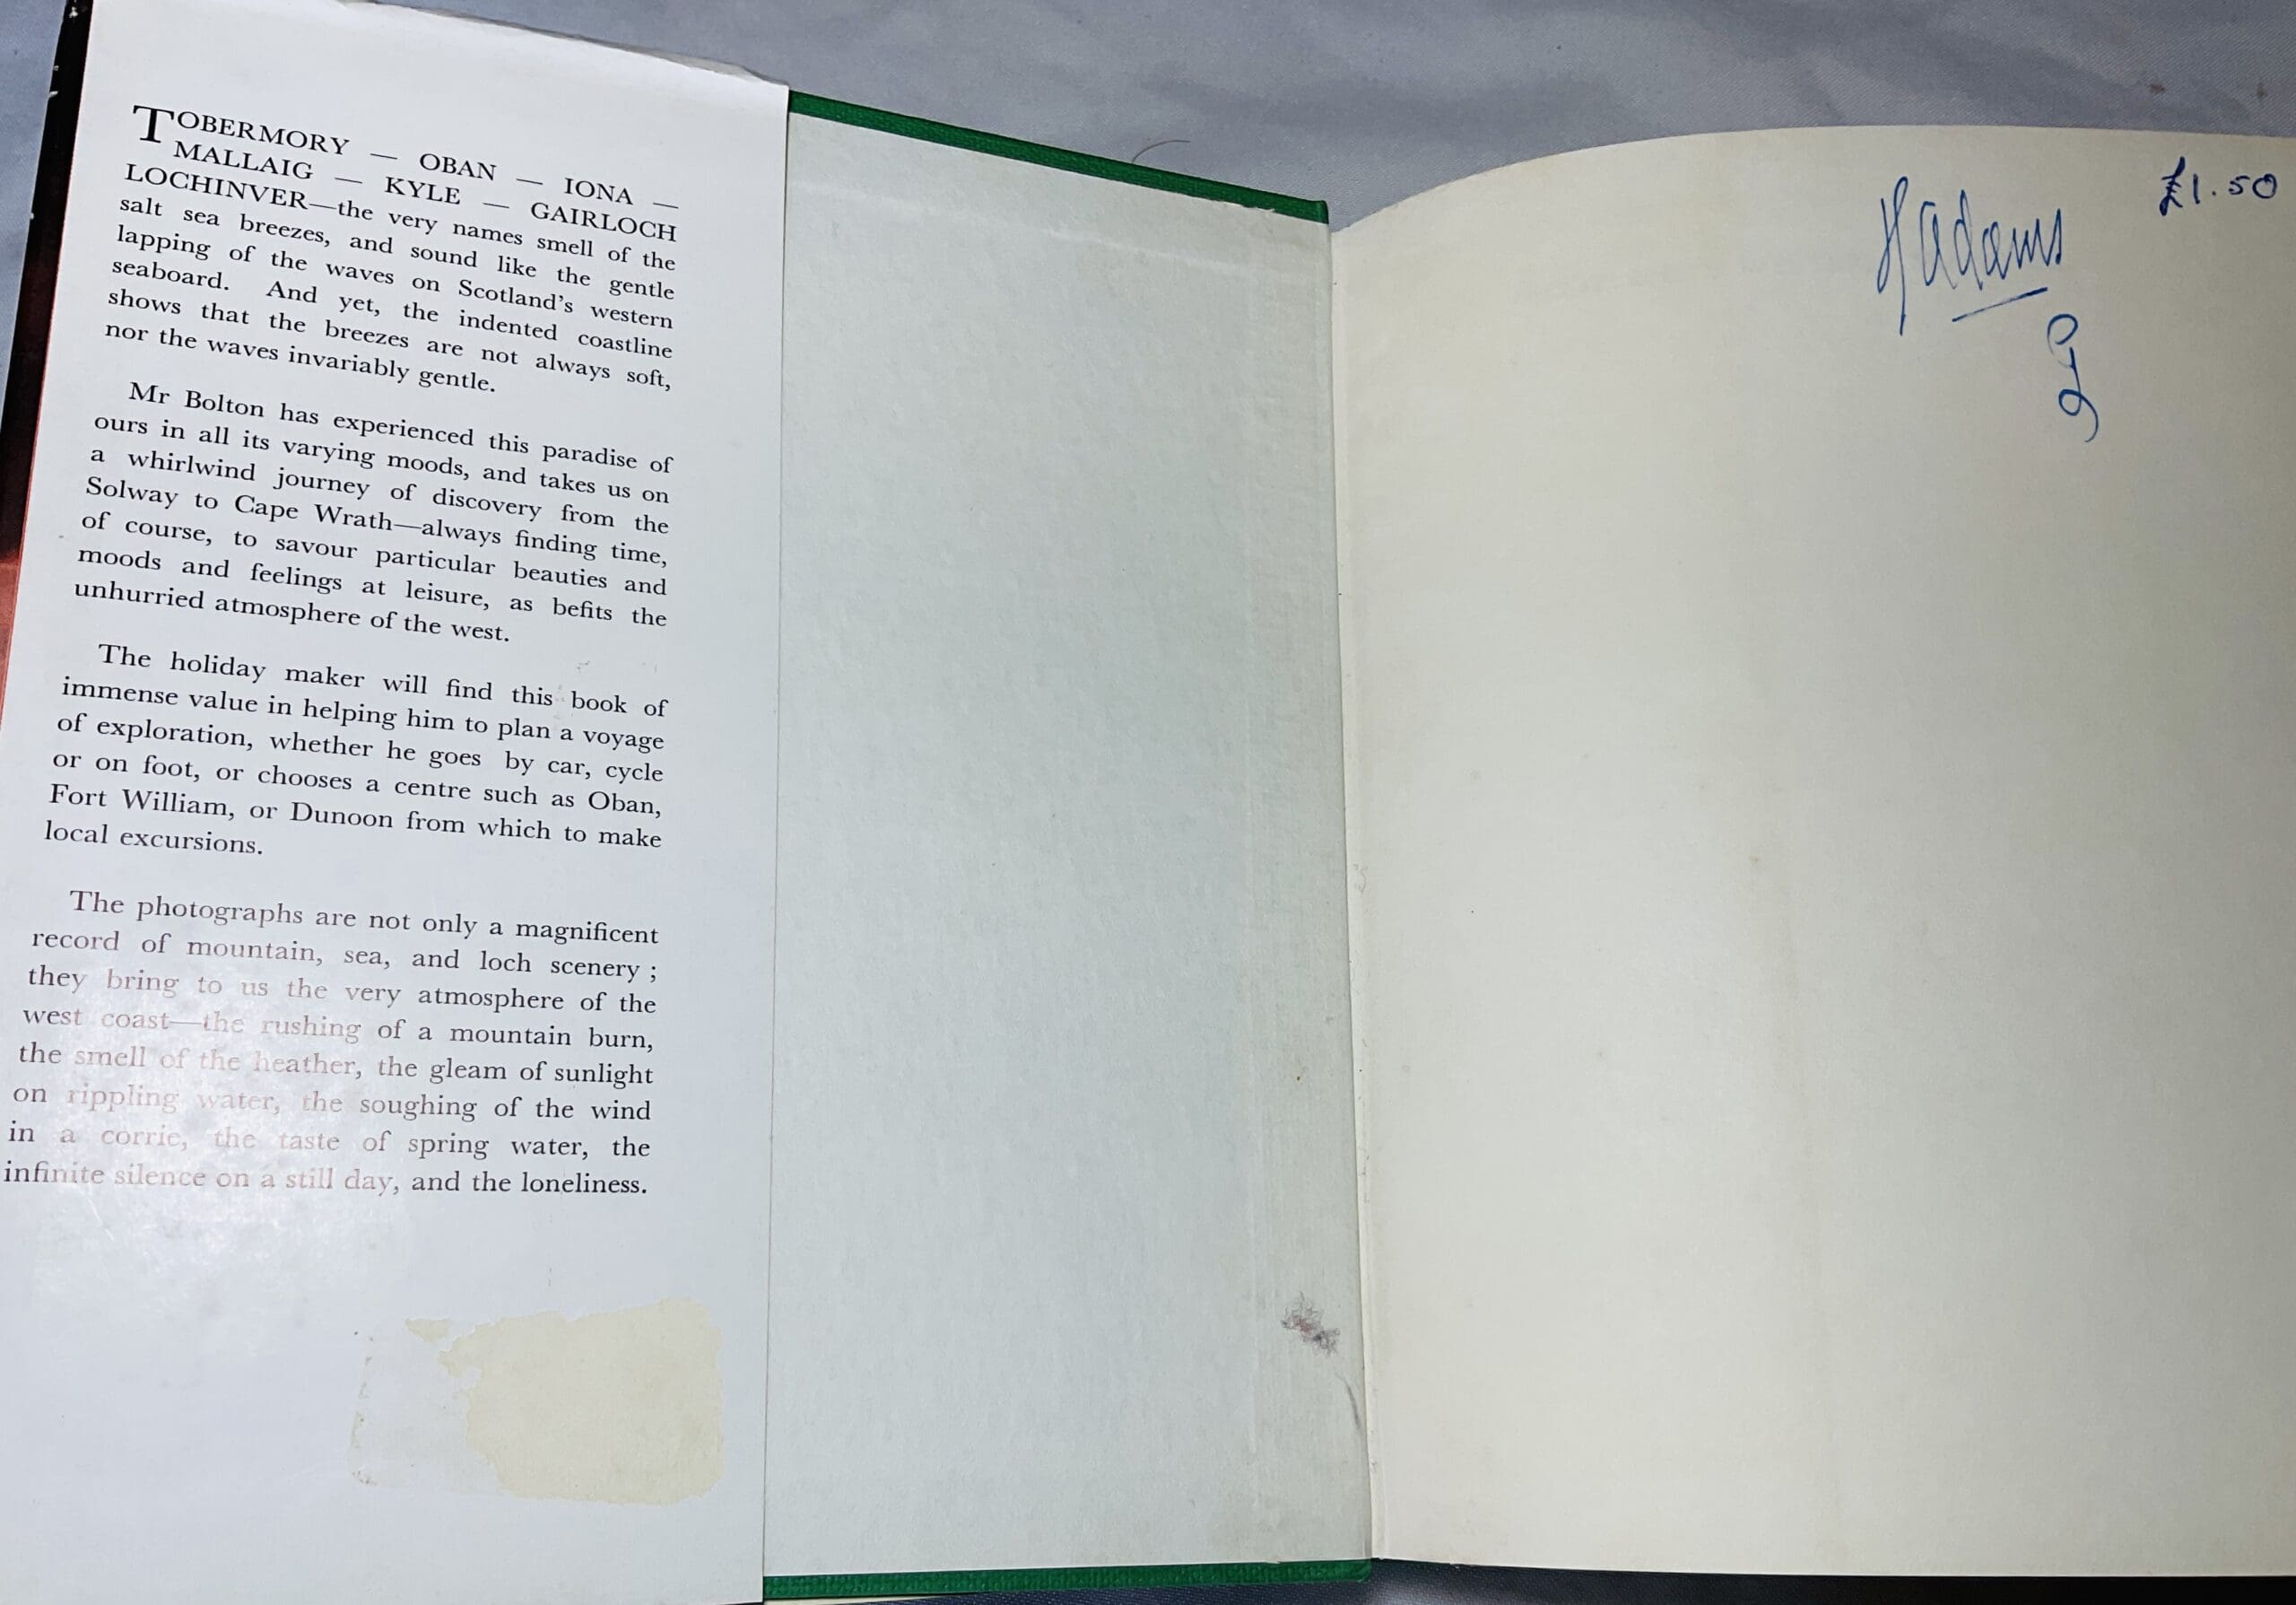 TOBERMORY — OBAN — IONA —
MALLAIG — KYLE — GAIRLOCH
LOCHINVER—the very names smell of the
salt sea breezes, and sound like the gentle
lapping of the waves on Scotland's western
seaboard. And yet, the indented coastline
shows that the breezes are not always soft,
nor the waves invariably gentle.
Mr Bolton has experienced this paradise of
ours in all its varying moods, and takes us on
a whirlwind journey of discovery from the
Solway to Cape Wrath—always finding time,
of course, to savour particular beauties and
moods and feelings at leisure, as befits the
unhurried atmosphere of the west.
The holiday maker will find this book of
immense value in helping him to plan a voyage
of exploration, whether he goes by car, cycle
or on foot, or chooses a centre such as Oban,
Fort William, or Dunoon from which to make
local excursions.
The photographs are not only a magnificent
record of mountain, sea, and loch scenery ;
they bring to us the very atmosphere of the
west coast—the rushing of a mountain burn,
the smell of the heather, the gleam of sunlight
on rippling water, the soughing of the wind
in a corrie, the taste of spring water, the
infinite silence on a still day, and the loneliness.
£1.50
H Adams